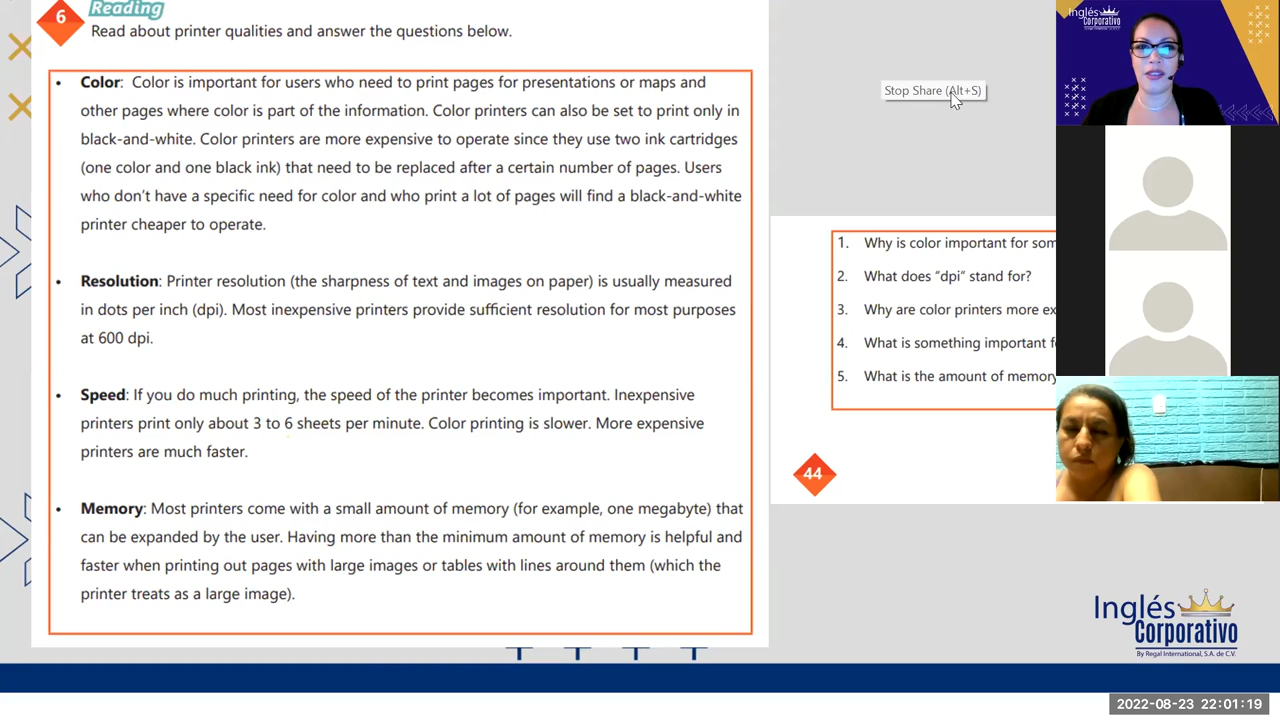 6
Reading
Read about printer qualities and answer the questions below.
• Color: Color is important for users who need to print pages for presentations or maps and
other pages where color is part of the information. Color printers can also be set to print only in
black-and-white. Color printers are more expensive to operate since they use two ink cartridges
(one color and one black ink) that need to be replaced after a certain number of pages. Users
who don't have a specific need for color and who print a lot of pages will find a black-and-white
printer cheaper to operate.
• Resolution: Printer resolution (the sharpness of text and images on paper) is usually measured
in dots per inch (dpi). Most inexpensive printers provide sufficient resolution for most purposes
at 600 dpi.
• Speed: If you do much printing, the speed of the printer becomes important. Inexpensive
printers print only about 3 to 6 sheets per minute. Color printing is slower. More expensive
printers are much faster.
• Memory: Most printers come with a small amount of memory (for example, one megabyte) that
can be expanded by the user. Having more than the minimum amount of memory is helpful and
faster when printing out pages with large images or tables with lines around them (which the
printer treats as a large image).
Stop Share (Alt+S)
1. Why is color important for som
2. What does "dpi" stand for?
3. Why are color printers more ex
4. What is something important f
5. What is the amount of memory
44
Inglés
Corporativo
Inglés
Corporativo
By Regal International, S.A. de C.V.
2022-08-23 22:01:19